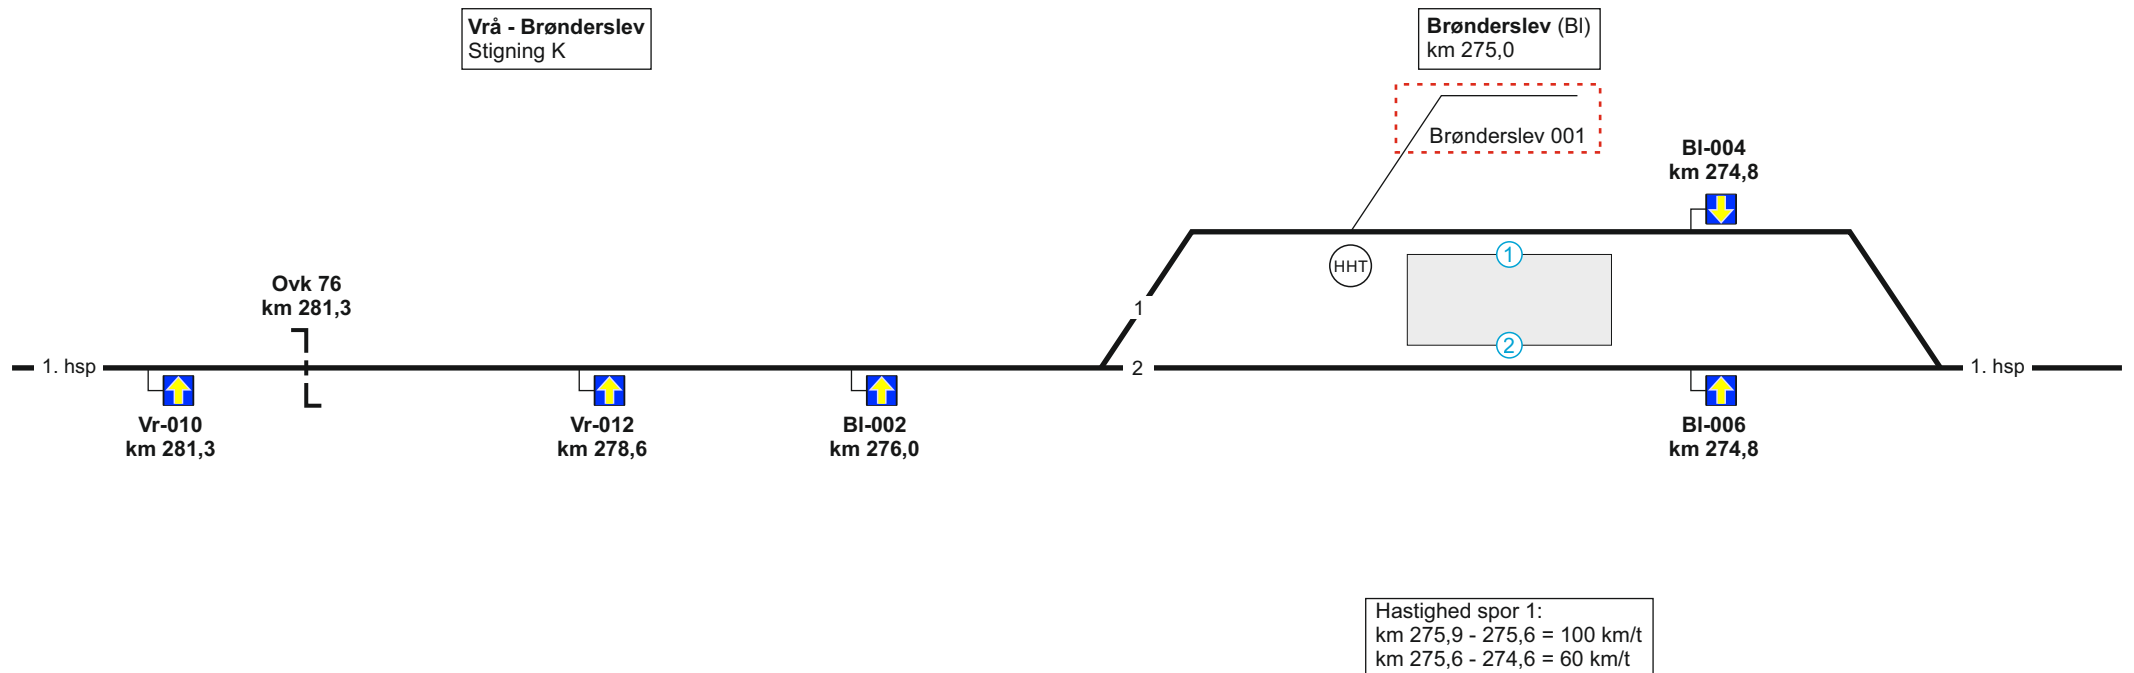 Vrå - Brønderslev
Stigning K
Brønderslev (Bl)
km 275,0
Brønderslev 001
Bl-004
km 274,8
HHT
1
Ovk 76
km 281,3
1
2
1. hsp
2
1. hsp
Vr-010
km 281,3
Vr-012
km 278,6
Bl-002
km 276,0
Bl-006
km 274,8
Hastighed spor 1:
km 275,9 - 275,6 = 100 km/t
km 275,6 - 274,6 = 60 km/t